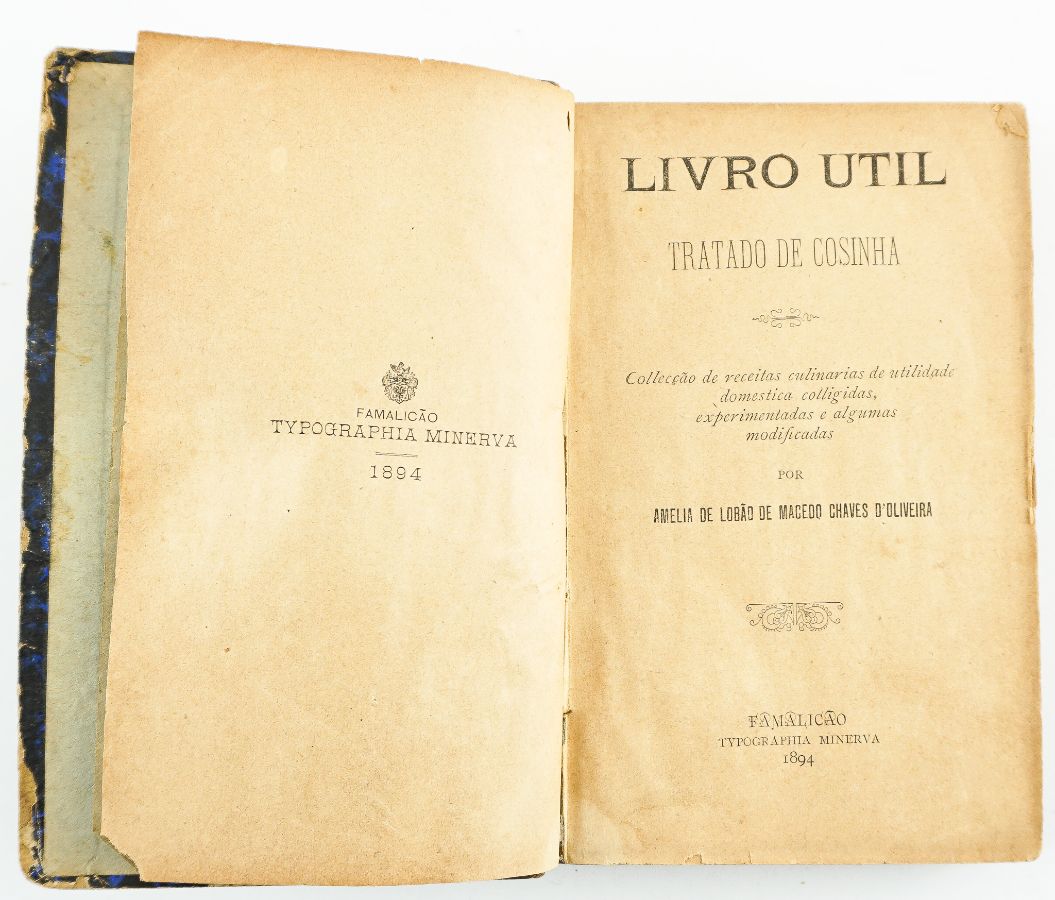 FAMALICÃO
TYPOGRAPHIA MINERVA
1894
LIVRO UTIL
TRATADO DE COSINHA
Collecção de receitas culinarias de utilidade
domestica colligidas,
experimentadas e algumas
modificadas
POR
AMELIA DE LOBÃO DE MACEDO CHAVES D'OLIVEIRA
FAMALICÃO
TYPOGRAPHIA MINERVA
1894